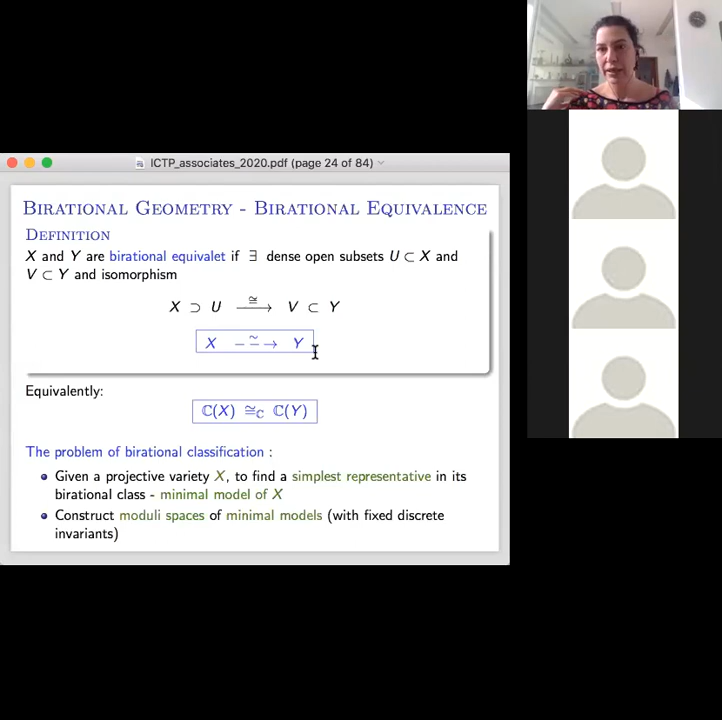 ICTP_associates_2020.pdf (page 24 of 84)
Birational Geometry - Birational Equivalence
Definition
X and Y are birational equivalet if ∃ dense open subsets U ⊂ X and
V ⊂ Y and isomorphism
X ⊃ U ≅⟶ V ⊂ Y
X ∼⇢ Y
Equivalently:
ℂ(X) ≅ℂ ℂ(Y)
The problem of birational classification :
Given a projective variety X, to find a simplest representative in its
birational class - minimal model of X
Construct moduli spaces of minimal models (with fixed discrete
invariants)